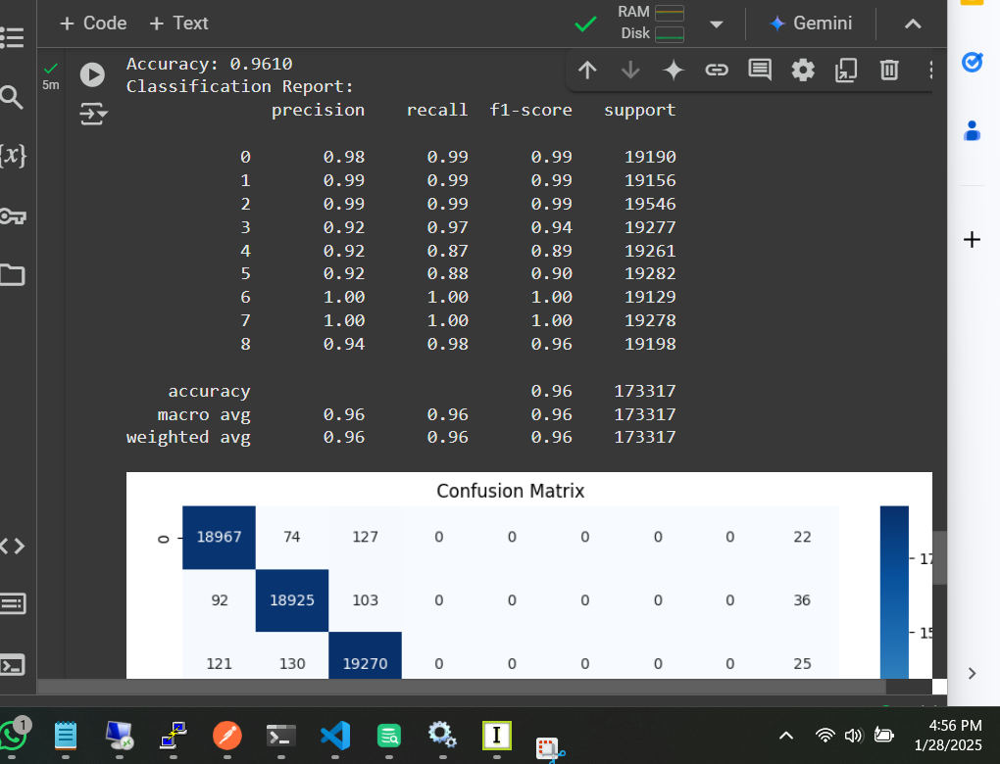 + Code + Text
RAM
Disk
Gemini
5m
{x}
Accuracy: 0.9610
Classification Report:
precision recall f1-score support
0 0.98 0.99 0.99 19190
1 0.99 0.99 0.99 19156
2 0.99 0.99 0.99 19546
3 0.92 0.97 0.94 19277
4 0.92 0.87 0.89 19261
5 0.92 0.88 0.90 19282
6 1.00 1.00 1.00 19129
7 1.00 1.00 1.00 19278
8 0.94 0.98 0.96 19198
accuracy 0.96 173317
macro avg 0.96 0.96 0.96 173317
weighted avg 0.96 0.96 0.96 173317
Confusion Matrix
0 18967 74 127 0 0 0 0 0 22
92 18925 103 0 0 0 0 0 36
121 130 19270 0 0 0 0 0 25
1
I
4:56 PM
1/28/2025